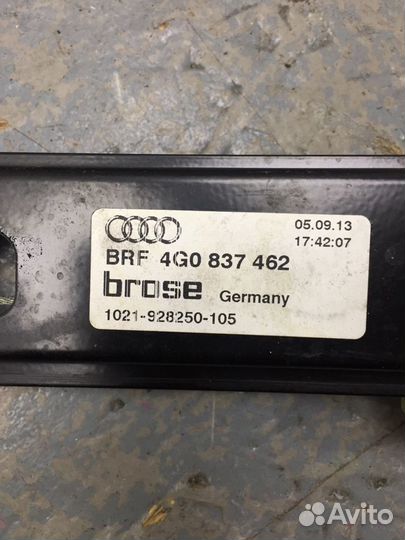 05.09.13
17:42:07
BRF 4G0 837 462
brose Germany
1021-928250-105
Avito